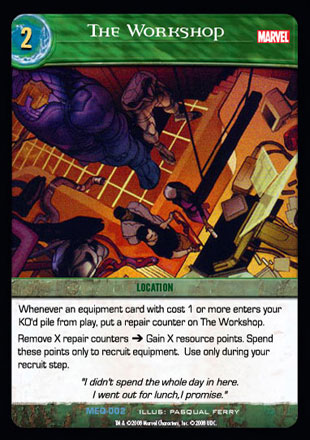 2
The Workshop
MARVEL
LOCATION
Whenever an equipment card with cost 1 or more enters your
KO'd pile from play, put a repair counter on The Workshop.
Remove X repair counters ➔ Gain X resource points. Spend
these points only to recruit equipment. Use only during your
recruit step.
"I didn't spend the whole day in here.
I went out for lunch, I promise."
MEQ-002 ILLUS: PASQUAL FERRY
TM & ©2009 Marvel Characters, Inc. ©2009 UDC.